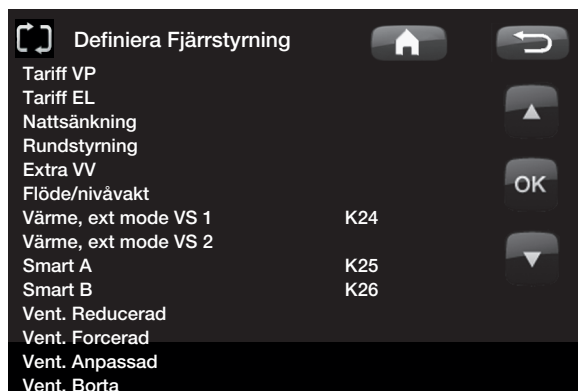 Definiera Fjärrstyrning
Tariff VP
Tariff EL
Nattsänkning
Rundstyrning
Extra VV
OK
Flöde/nivåvakt
Värme, ext mode VS 1 K24
Värme, ext mode VS 2
Smart A K25
Smart B K26
Vent. Reducerad
Vent. Forcerad
Vent. Anpassad
Vent. Borta